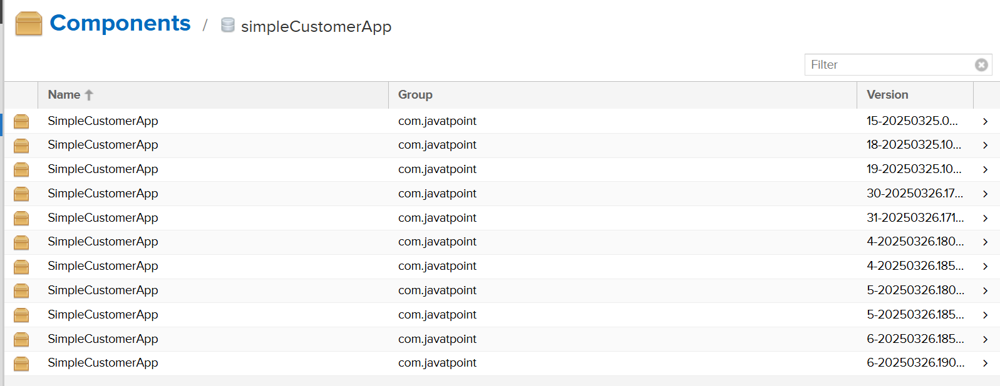 Components / simpleCustomerApp
Filter
Name Group Version
SimpleCustomerApp com.javatpoint 15-20250325.0...
SimpleCustomerApp com.javatpoint 18-20250325.10...
SimpleCustomerApp com.javatpoint 19-20250325.10...
SimpleCustomerApp com.javatpoint 30-20250326.17...
SimpleCustomerApp com.javatpoint 31-20250326.171...
SimpleCustomerApp com.javatpoint 4-20250326.180...
SimpleCustomerApp com.javatpoint 4-20250326.185...
SimpleCustomerApp com.javatpoint 5-20250326.180...
SimpleCustomerApp com.javatpoint 5-20250326.185...
SimpleCustomerApp com.javatpoint 6-20250326.185...
SimpleCustomerApp com.javatpoint 6-20250326.190...